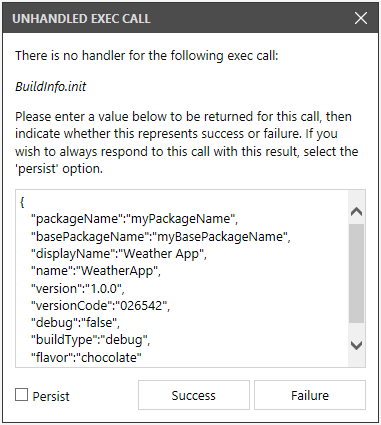 UNHANDLED EXEC CALL
There is no handler for the following exec call:
BuildInfo.init
Please enter a value below to be returned for this call, then
indicate whether this represents success or failure. If you
wish to always respond to this call with this result, select the
'persist' option.
{
"packageName":"myPackageName",
"basePackageName":"myBasePackageName",
"displayName":"Weather App",
"name":"WeatherApp",
"version":"1.0.0",
"versionCode":"026542",
"debug":"false",
"buildType":"debug",
"flavor":"chocolate"
Persist
Success
Failure